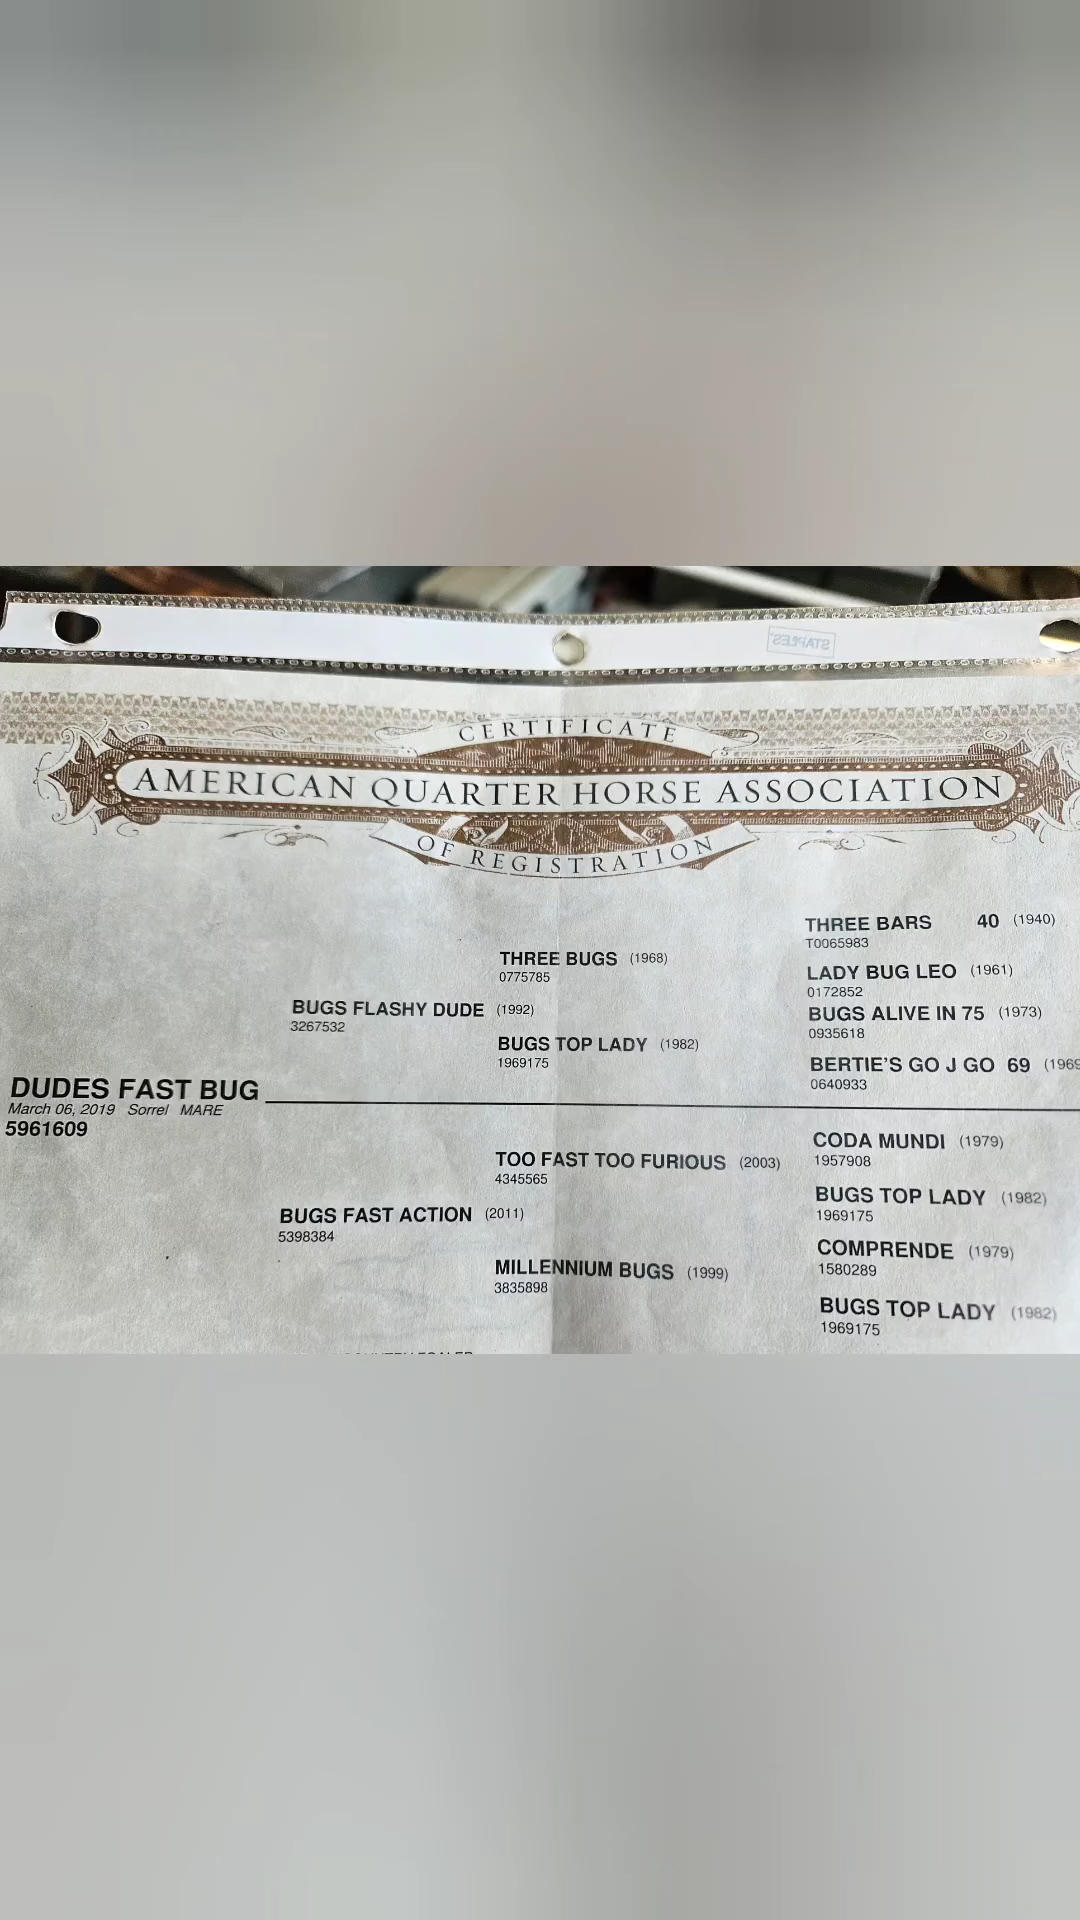 STAPLES
CERTIFICATE
AMERICAN QUARTER HORSE ASSOCIATION
OF REGISTRATION
THREE BARS 40 (1940)
T0065983
THREE BUGS (1968)
0775785
LADY BUG LEO (1961)
0172852
BUGS FLASHY DUDE (1992)
3267532
BUGS ALIVE IN 75 (1973)
0935618
BUGS TOP LADY (1982)
1969175
BERTIE'S GO J GO 69 (1969
0640933
DUDES FAST BUG
March 06, 2019 Sorrel MARE
5961609
CODA MUNDI (1979)
1957908
TOO FAST TOO FURIOUS (2003)
4345565
BUGS TOP LADY (1982)
1969175
BUGS FAST ACTION (2011)
5398384
COMPRENDE (1979)
1580289
MILLENNIUM BUGS (1999)
3835898
BUGS TOP LADY (1982)
1969175